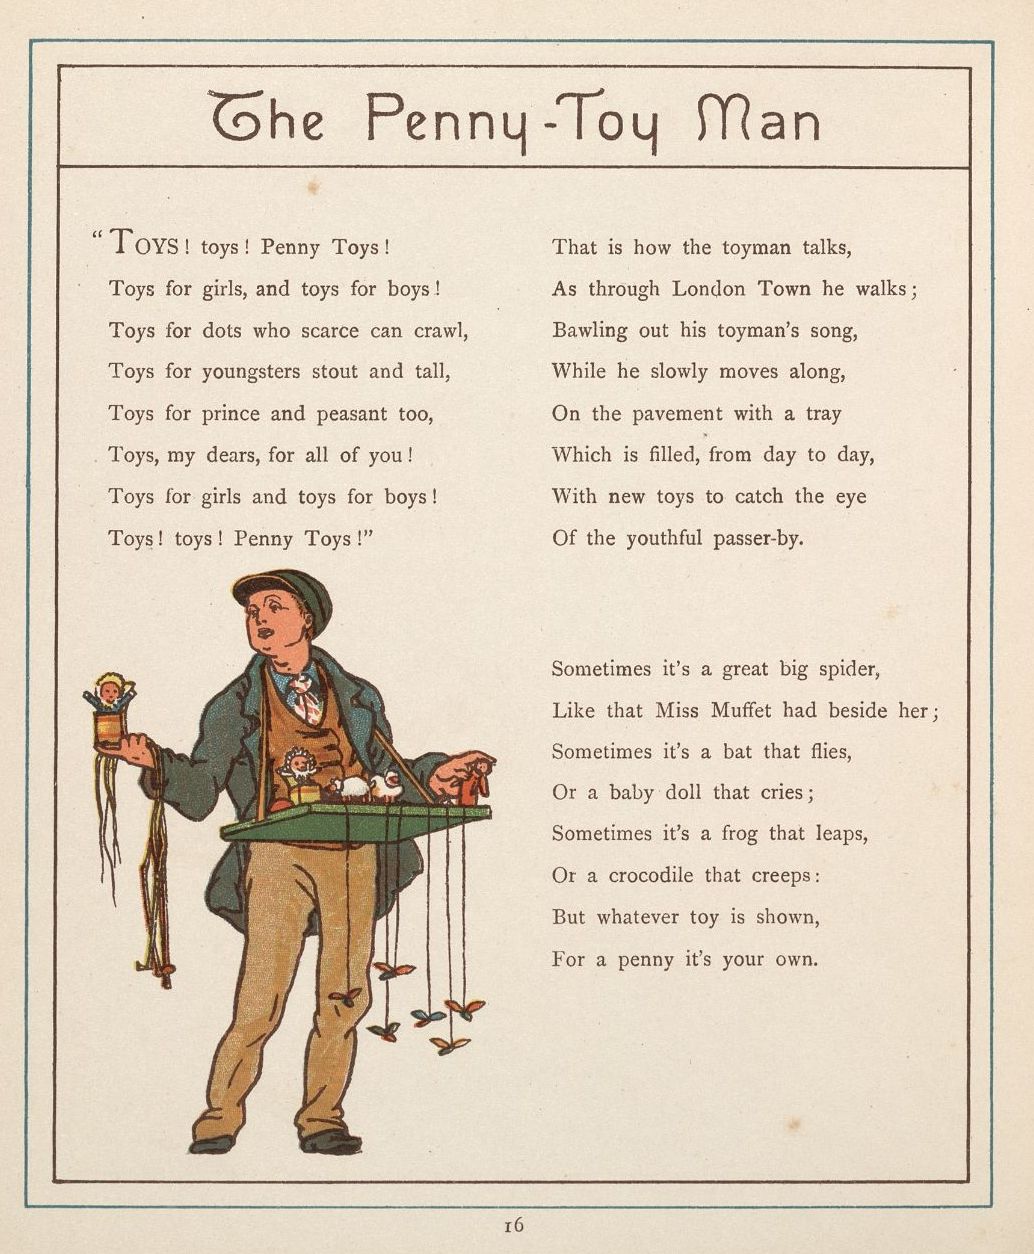 The Penny-Toy Man
“TOYS! toys! Penny Toys!
Toys for girls, and toys for boys!
Toys for dots who scarce can crawl,
Toys for youngsters stout and tall,
Toys for prince and peasant too,
Toys, my dears, for all of you!
Toys for girls and toys for boys!
Toys! toys! Penny Toys!”
That is how the toyman talks,
As through London Town he walks;
Bawling out his toyman's song,
While he slowly moves along,
On the pavement with a tray
Which is filled, from day to day,
With new toys to catch the eye
Of the youthful passer-by.
Sometimes it's a great big spider,
Like that Miss Muffet had beside her;
Sometimes it's a bat that flies,
Or a baby doll that cries;
Sometimes it's a frog that leaps,
Or a crocodile that creeps:
But whatever toy is shown,
For a penny it's your own.
16